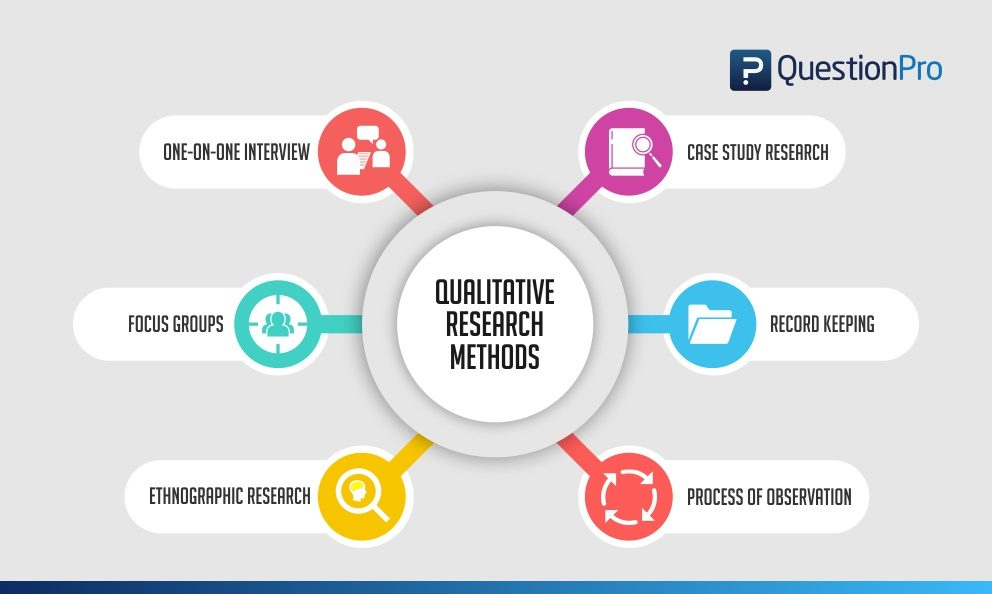 QuestionPro
ONE-ON-ONE INTERVIEW
CASE STUDY RESEARCH
QUALITATIVE
RESEARCH
METHODS
FOCUS GROUPS
RECORD KEEPING
ETHNOGRAPHIC RESEARCH
PROCESS OF OBSERVATION